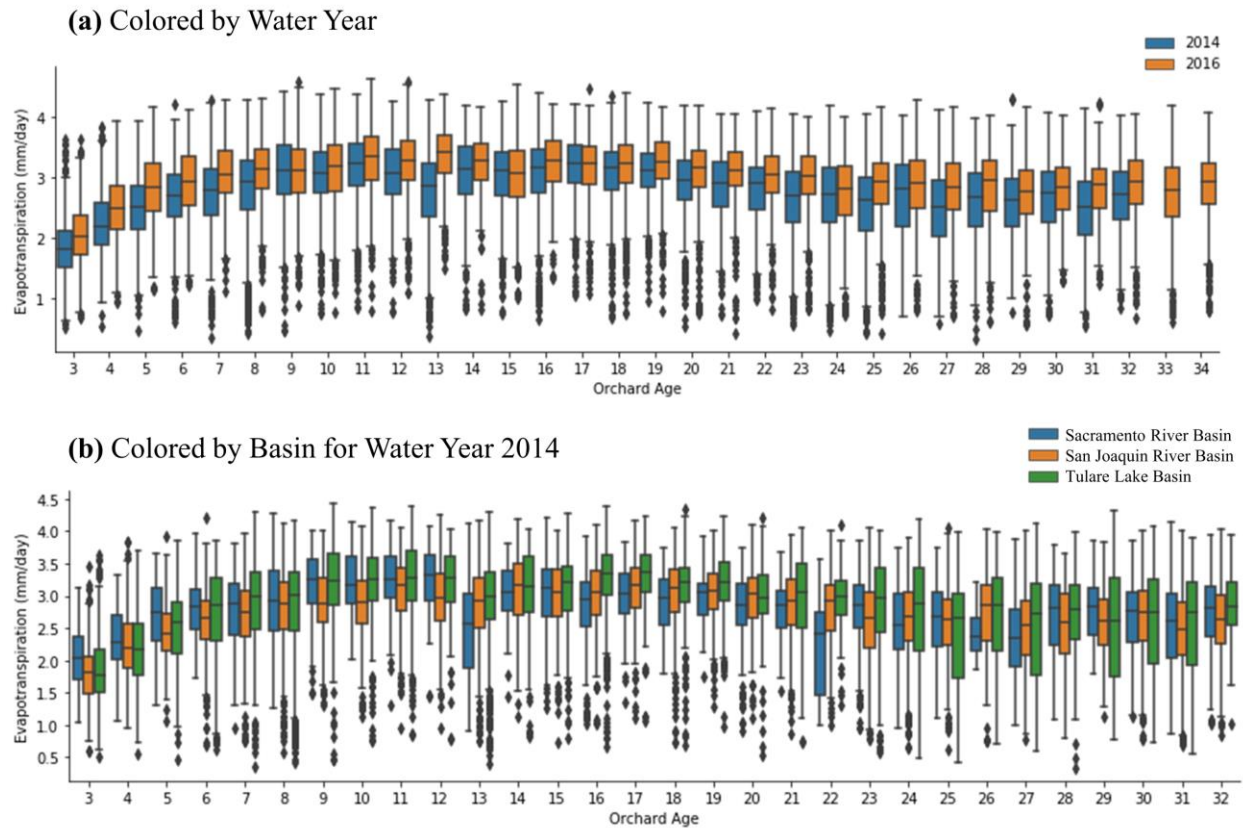 (a) Colored by Water Year
2014
2016
Evapotranspiration (mm/day)
4
3
2
1
3 4 5 6 7 8 9 10 11 12 13 14 15 16 17 18 19 20 21 22 23 24 25 26 27 28 29 30 31 32 33 34
Orchard Age
(b) Colored by Basin for Water Year 2014
Sacramento River Basin
San Joaquin River Basin
Tulare Lake Basin
Evapotranspiration (mm/day)
4.5
4.0
3.5
3.0
2.5
2.0
1.5
1.0
0.5
3 4 5 6 7 8 9 10 11 12 13 14 15 16 17 18 19 20 21 22 23 24 25 26 27 28 29 30 31 32
Orchard Age